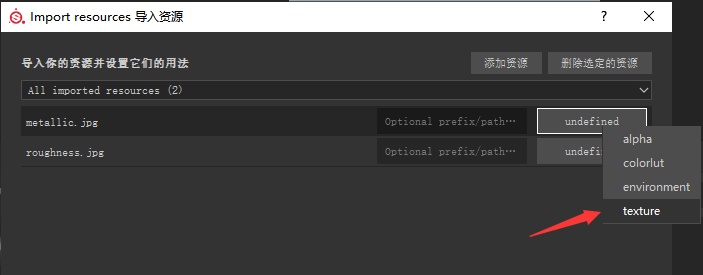 Import resources 导入资源
?
导入你的资源并设置它们的用法
添加资源
删除选定的资源
All imported resources (2)
metallic.jpg
Optional prefix/path…
undefined
roughness.jpg
Optional prefix/path…
undefi
alpha
colorlut
environment
texture